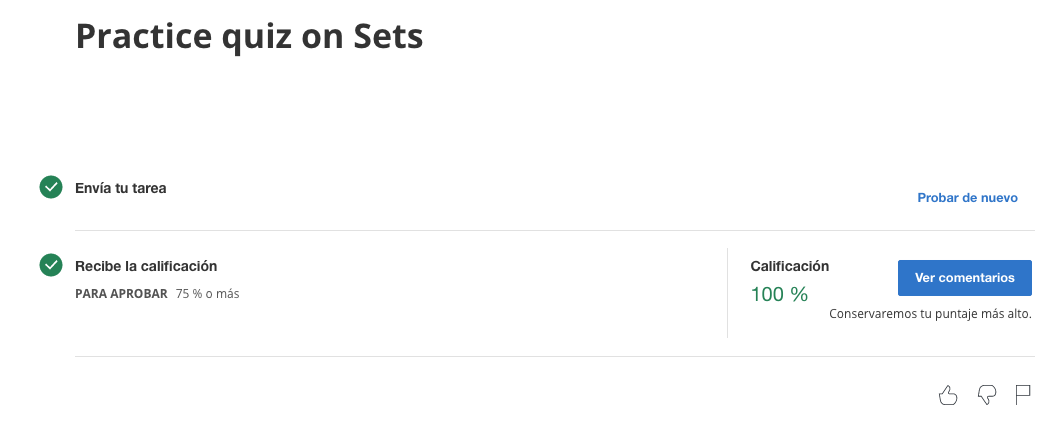 Practice quiz on Sets
Envía tu tarea
Probar de nuevo
Recibe la calificación
PARA APROBAR 75 % o más
Calificación
100 %
Ver comentarios
Conservaremos tu puntaje más alto.